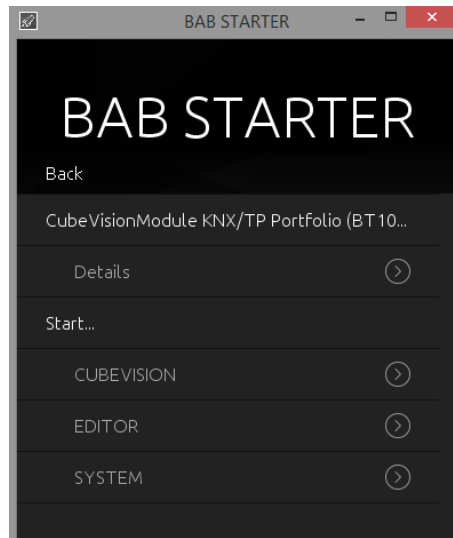 BAB STARTER
BAB STARTER
Back
CubeVisionModule KNX/TP Portfolio (BT10...
Details
Start...
CUBEVISION
EDITOR
SYSTEM